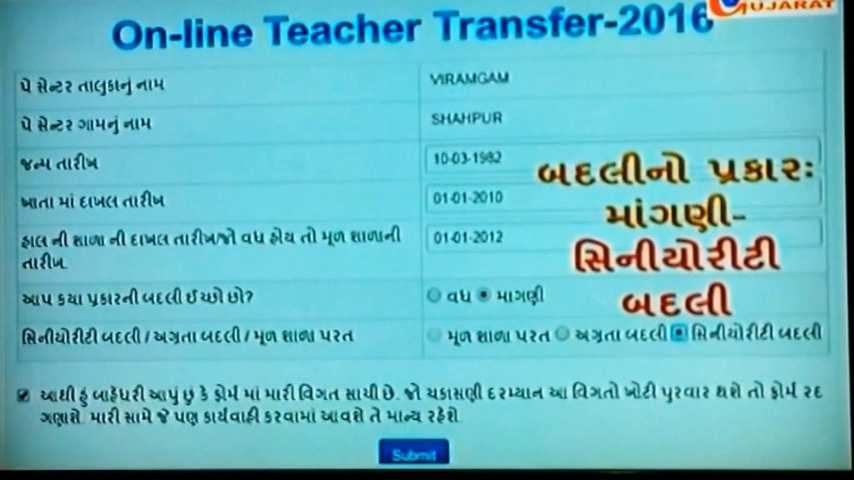 GUJARAT
On-line Teacher Transfer-2016
પે સેન્ટર તાલુકાનું નામ VIRAMGAM
પે સેન્ટર ગામનું નામ SHAHPUR
જન્મ તારીખ 10-03-1982
ખાતા માં દાખલ તારીખ 01-01-2010
હાલ ની શાળા ની દાખલ તારીખ/જો વધ હોય તો મૂળ શાળાની
તારીખ 01-01-2012
બદલીનો પ્રકારઃ
માંગણી-
સિનીયોરીટી
બદલી
આપ કયા પ્રકારની બદલી ઈચ્છો છો? વધ માગણી
સિનીયોરીટી બદલી / અગ્રતા બદલી / મૂળ શાળા પરત મૂળ શાળા પરત અગ્રતા બદલી સિનીયોરીટી બદલી
આથી હું બાહેધરી આપું છું કે ફોર્મ માં મારી વિગત સાચી છે. જો ચકાસણી દરમ્યાન આ વિગતો ખોટી પુરવાર થશે તો ફોર્મ રદ
ગણાશે. મારી સામે જે પણ કાર્યવાહી કરવામાં આવશે તે માન્ય રહેશે.
Submit